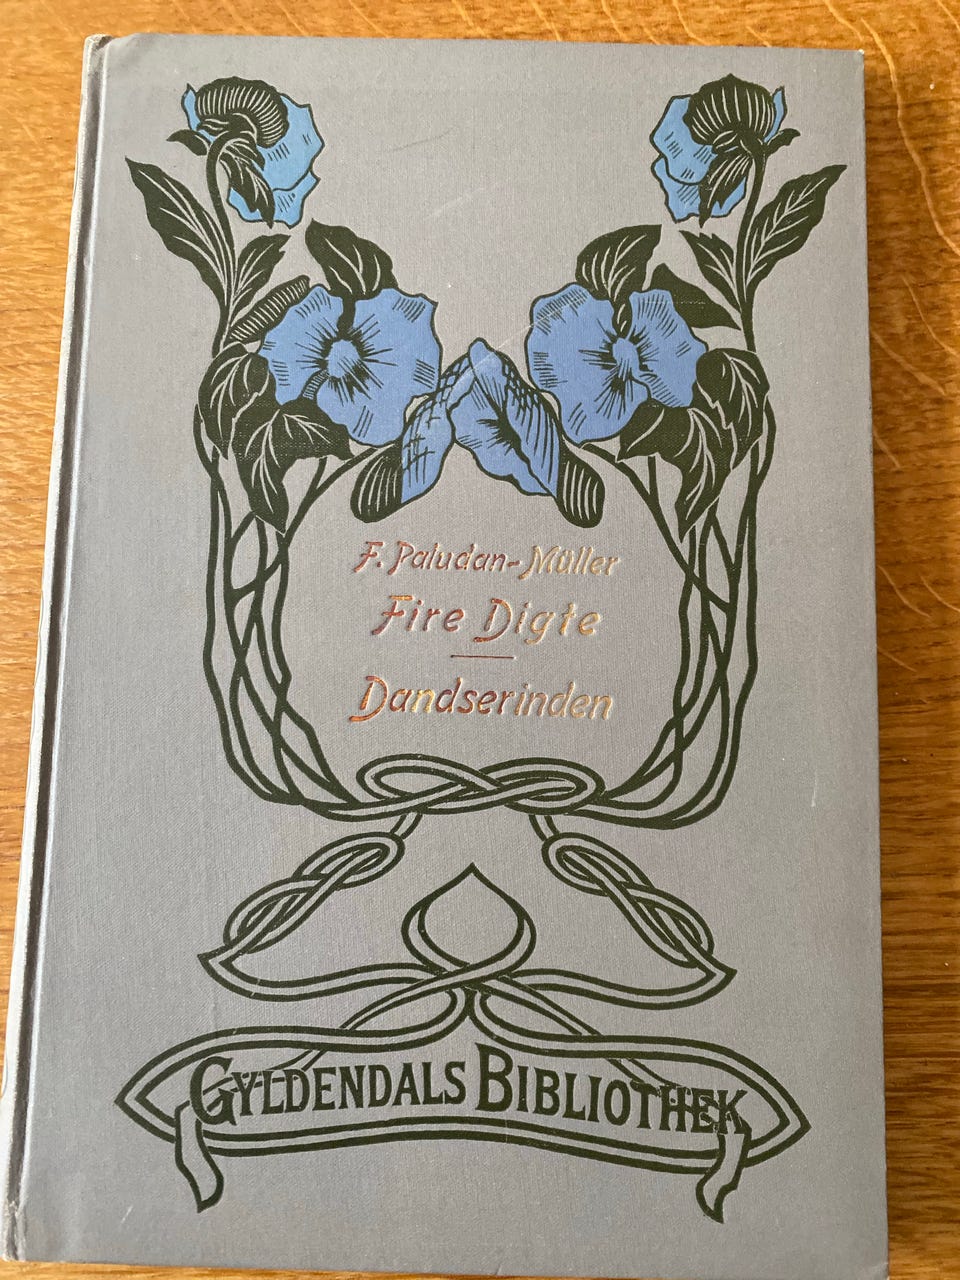 F. Paludan-Müller
Fire Digte
Dandserinden
GYLDENDALS BIBLIOTHEK